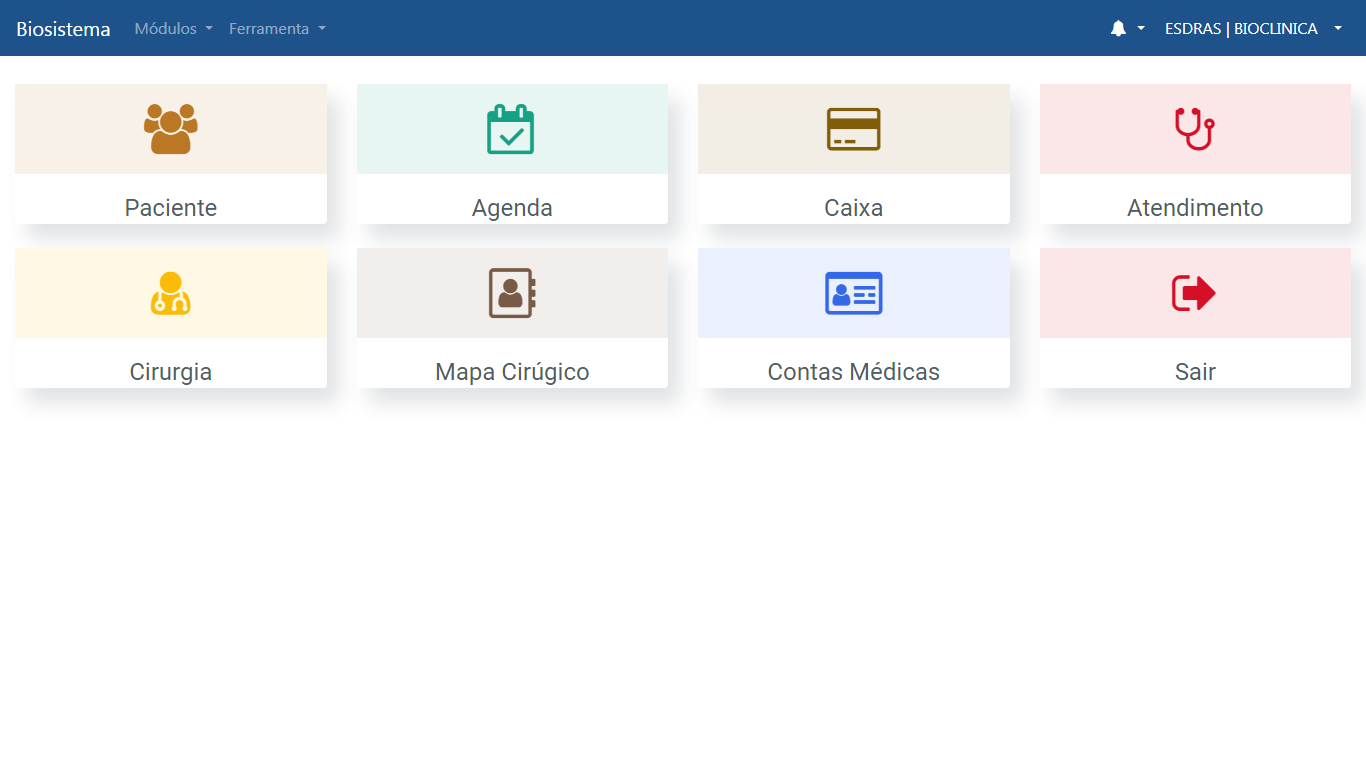 Biosistema Módulos Ferramenta ESDRAS | BIOCLINICA
Paciente Agenda Caixa Atendimento
Cirurgia Mapa Cirúgico Contas Médicas Sair